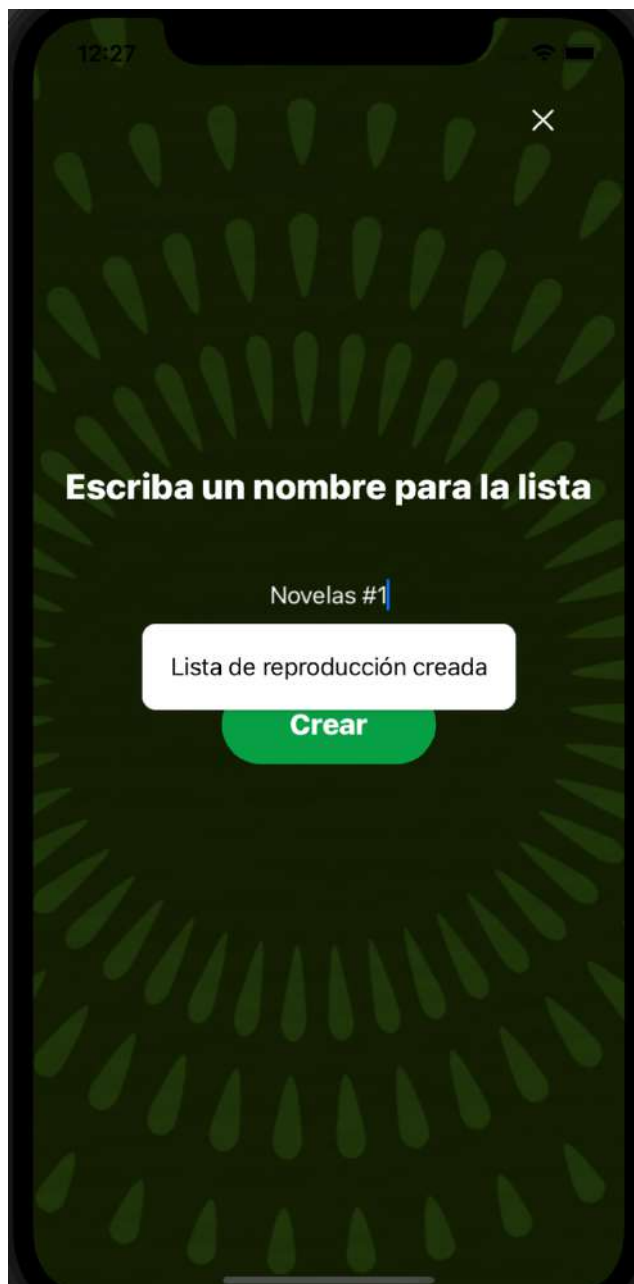 12:27
Escriba un nombre para la lista
Novelas #1
Lista de reproducción creada
Crear